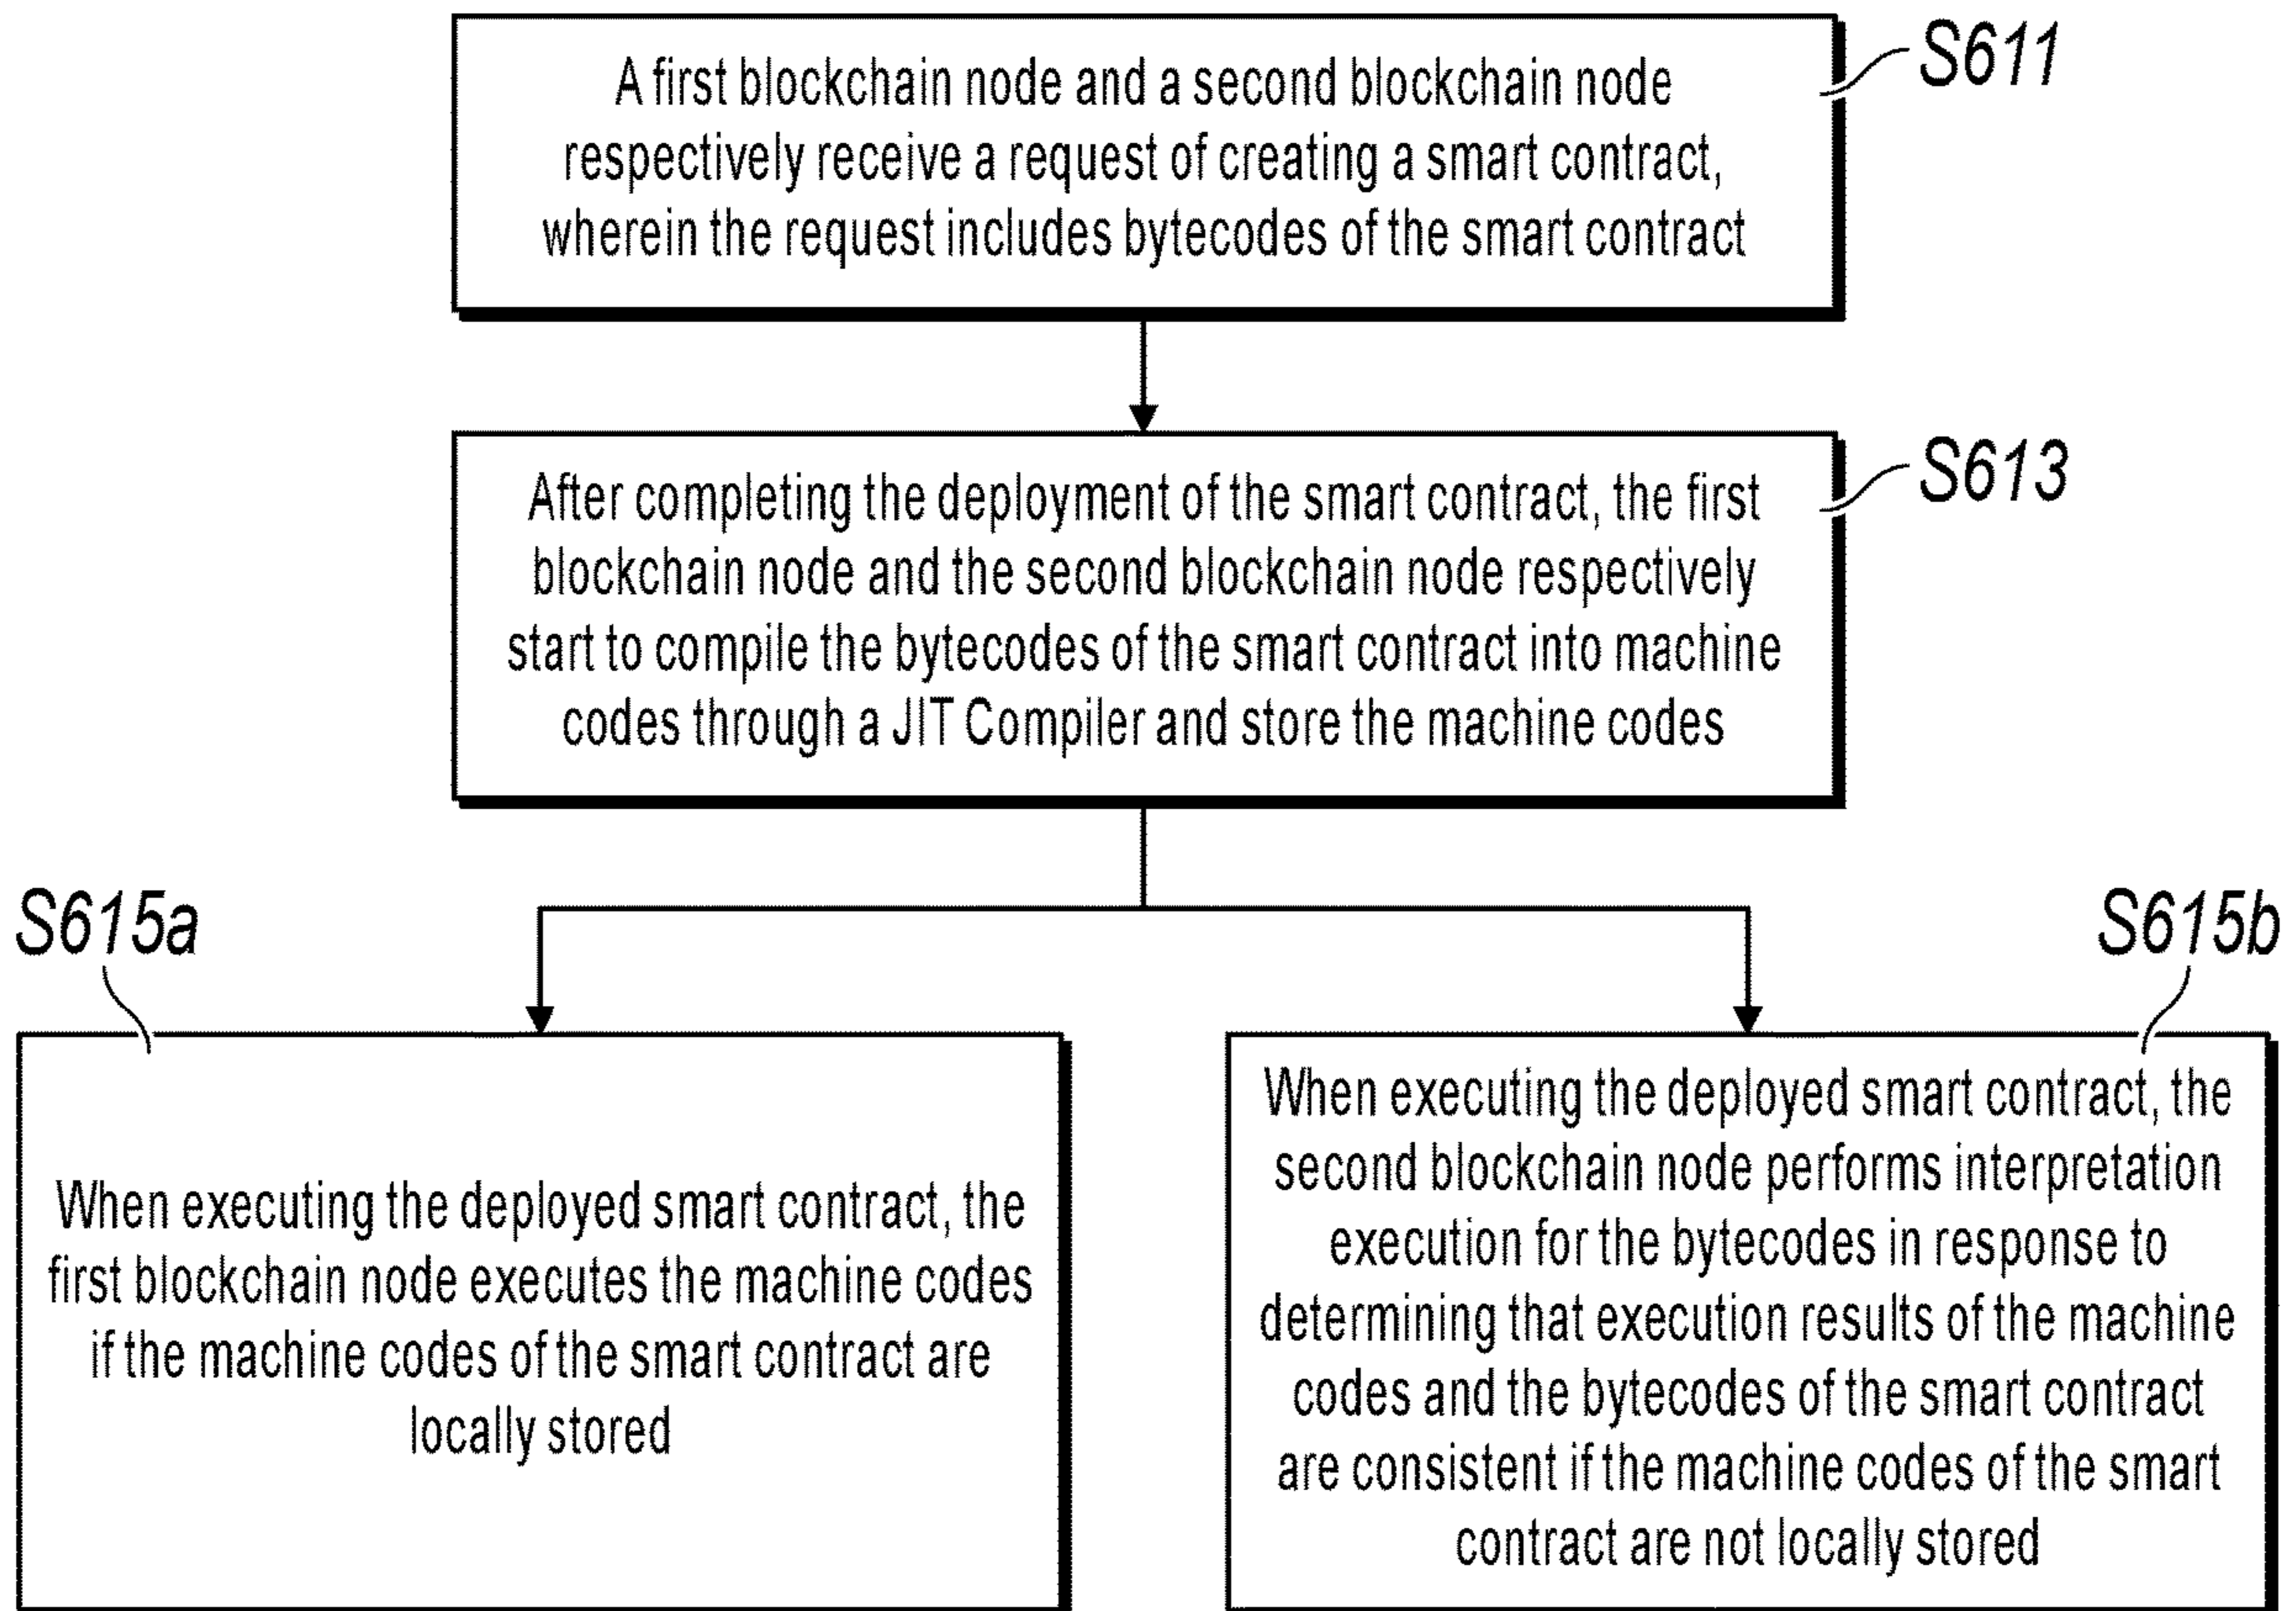 A first blockchain node and a second blockchain node
respectively receive a request of creating a smart contract,
wherein the request includes bytecodes of the smart contract
S611
After completing the deployment of the smart contract, the first
blockchain node and the second blockchain node respectively
start to compile the bytecodes of the smart contract into machine
codes through a JIT Compiler and store the machine codes
S613
S615a
When executing the deployed smart contract, the
first blockchain node executes the machine codes
if the machine codes of the smart contract are
locally stored
S615b
When executing the deployed smart contract, the
second blockchain node performs interpretation
execution for the bytecodes in response to
determining that execution results of the machine
codes and the bytecodes of the smart contract
are consistent if the machine codes of the smart
contract are not locally stored